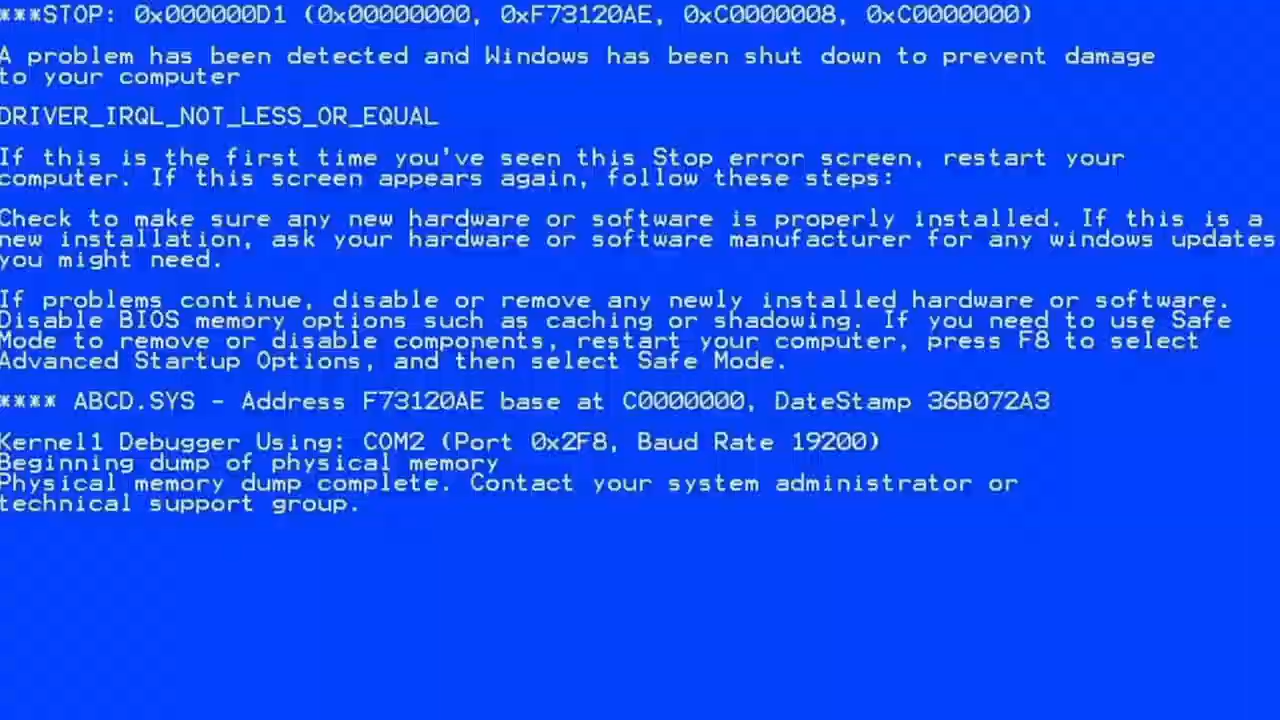 ***STOP: 0x000000D1 (0x00000000, 0xF73120AE, 0xC0000008, 0xC0000000)
A problem has been detected and Windows has been shut down to prevent damage
to your computer
DRIVER_IRQL_NOT_LESS_OR_EQUAL
If this is the first time you've seen this Stop error screen, restart your
computer. If this screen appears again, follow these steps:
Check to make sure any new hardware or software is properly installed. If this is a
new installation, ask your hardware or software manufacturer for any windows updates
you might need.
If problems continue, disable or remove any newly installed hardware or software.
Disable BIOS memory options such as caching or shadowing. If you need to use Safe
Mode to remove or disable components, restart your computer, press F8 to select
Advanced Startup Options, and then select Safe Mode.
**** ABCD.SYS - Address F73120AE base at C0000000, DateStamp 36B072A3
Kernel1 Debugger Using: COM2 (Port 0x2F8, Baud Rate 19200)
Beginning dump of physical memory
Physical memory dump complete. Contact your system administrator or
technical support group.